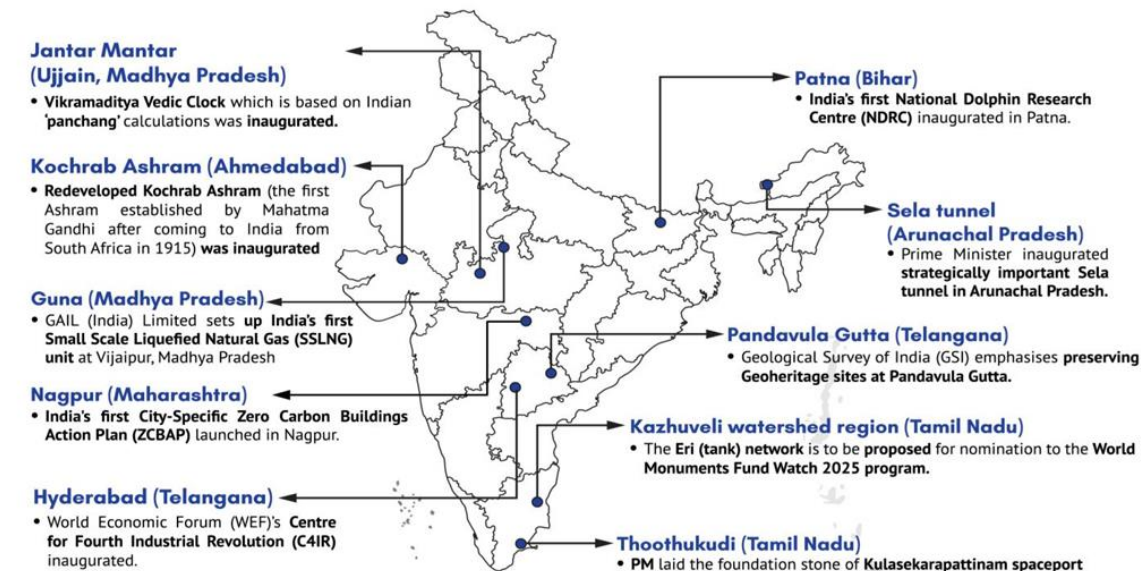 Jantar Mantar
(Ujjain, Madhya Pradesh)
• Vikramaditya Vedic Clock which is based on Indian
'panchang' calculations was inaugurated.
Kochrab Ashram (Ahmedabad)
• Redeveloped Kochrab Ashram (the first
Ashram established by Mahatma
Gandhi after coming to India from
South Africa in 1915) was inaugurated
Guna (Madhya Pradesh)
• GAIL (India) Limited sets up India's first
Small Scale Liquefied Natural Gas (SSLNG)
unit at Vijaipur, Madhya Pradesh
Nagpur (Maharashtra)
• India's first City-Specific Zero Carbon Buildings
Action Plan (ZCBAP) launched in Nagpur.
Hyderabad (Telangana)
• World Economic Forum (WEF)'s Centre
for Fourth Industrial Revolution (C4IR)
inaugurated.
Patna (Bihar)
• India's first National Dolphin Research
Centre (NDRC) inaugurated in Patna.
Sela tunnel
(Arunachal Pradesh)
• Prime Minister inaugurated
strategically important Sela
tunnel in Arunachal Pradesh.
Pandavula Gutta (Telangana)
• Geological Survey of India (GSI) emphasises preserving
Geoheritage sites at Pandavula Gutta.
Kazhuveli watershed region (Tamil Nadu)
• The Eri (tank) network is to be proposed for nomination to the World
Monuments Fund Watch 2025 program.
Thoothukudi (Tamil Nadu)
• PM laid the foundation stone of Kulasekarapattinam spaceport